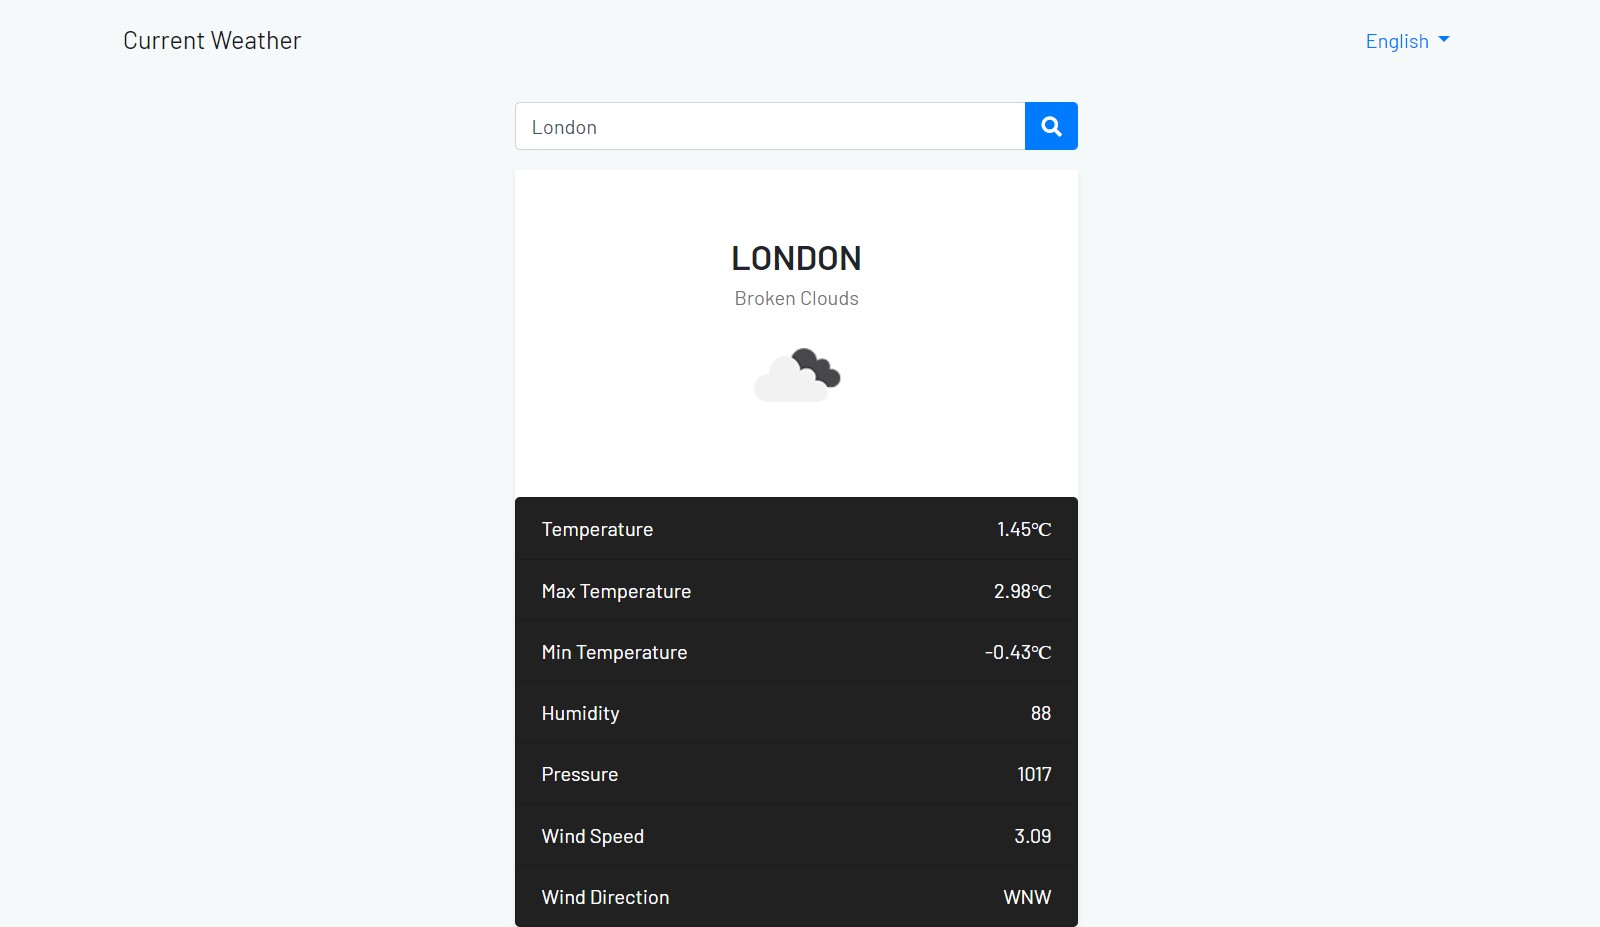 Current Weather
English
London
LONDON
Broken Clouds
Temperature 1.45°C
Max Temperature 2.98°C
Min Temperature -0.43°C
Humidity 88
Pressure 1017
Wind Speed 3.09
Wind Direction WNW